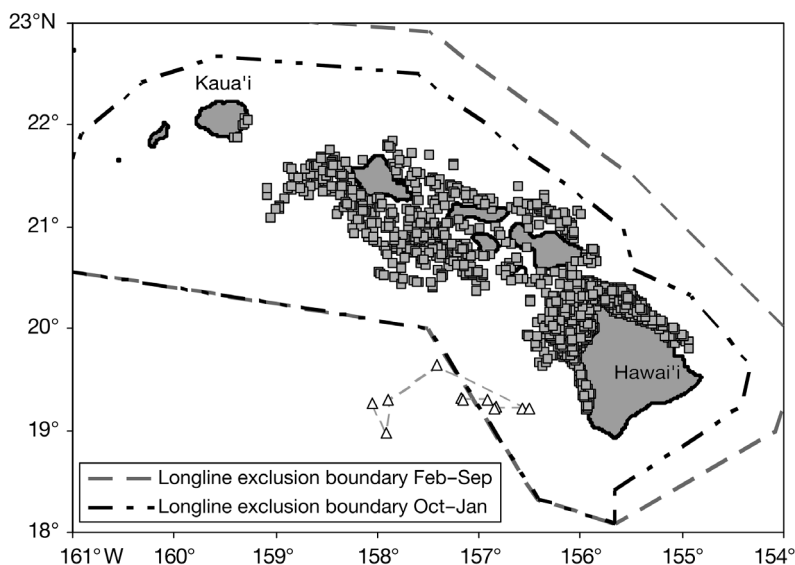 23°N
Kaua'i
22°
21°
20°
Hawai'i
19°
Longline exclusion boundary Feb–Sep
Longline exclusion boundary Oct–Jan
18°
161°W 160° 159° 158° 157° 156° 155° 154°